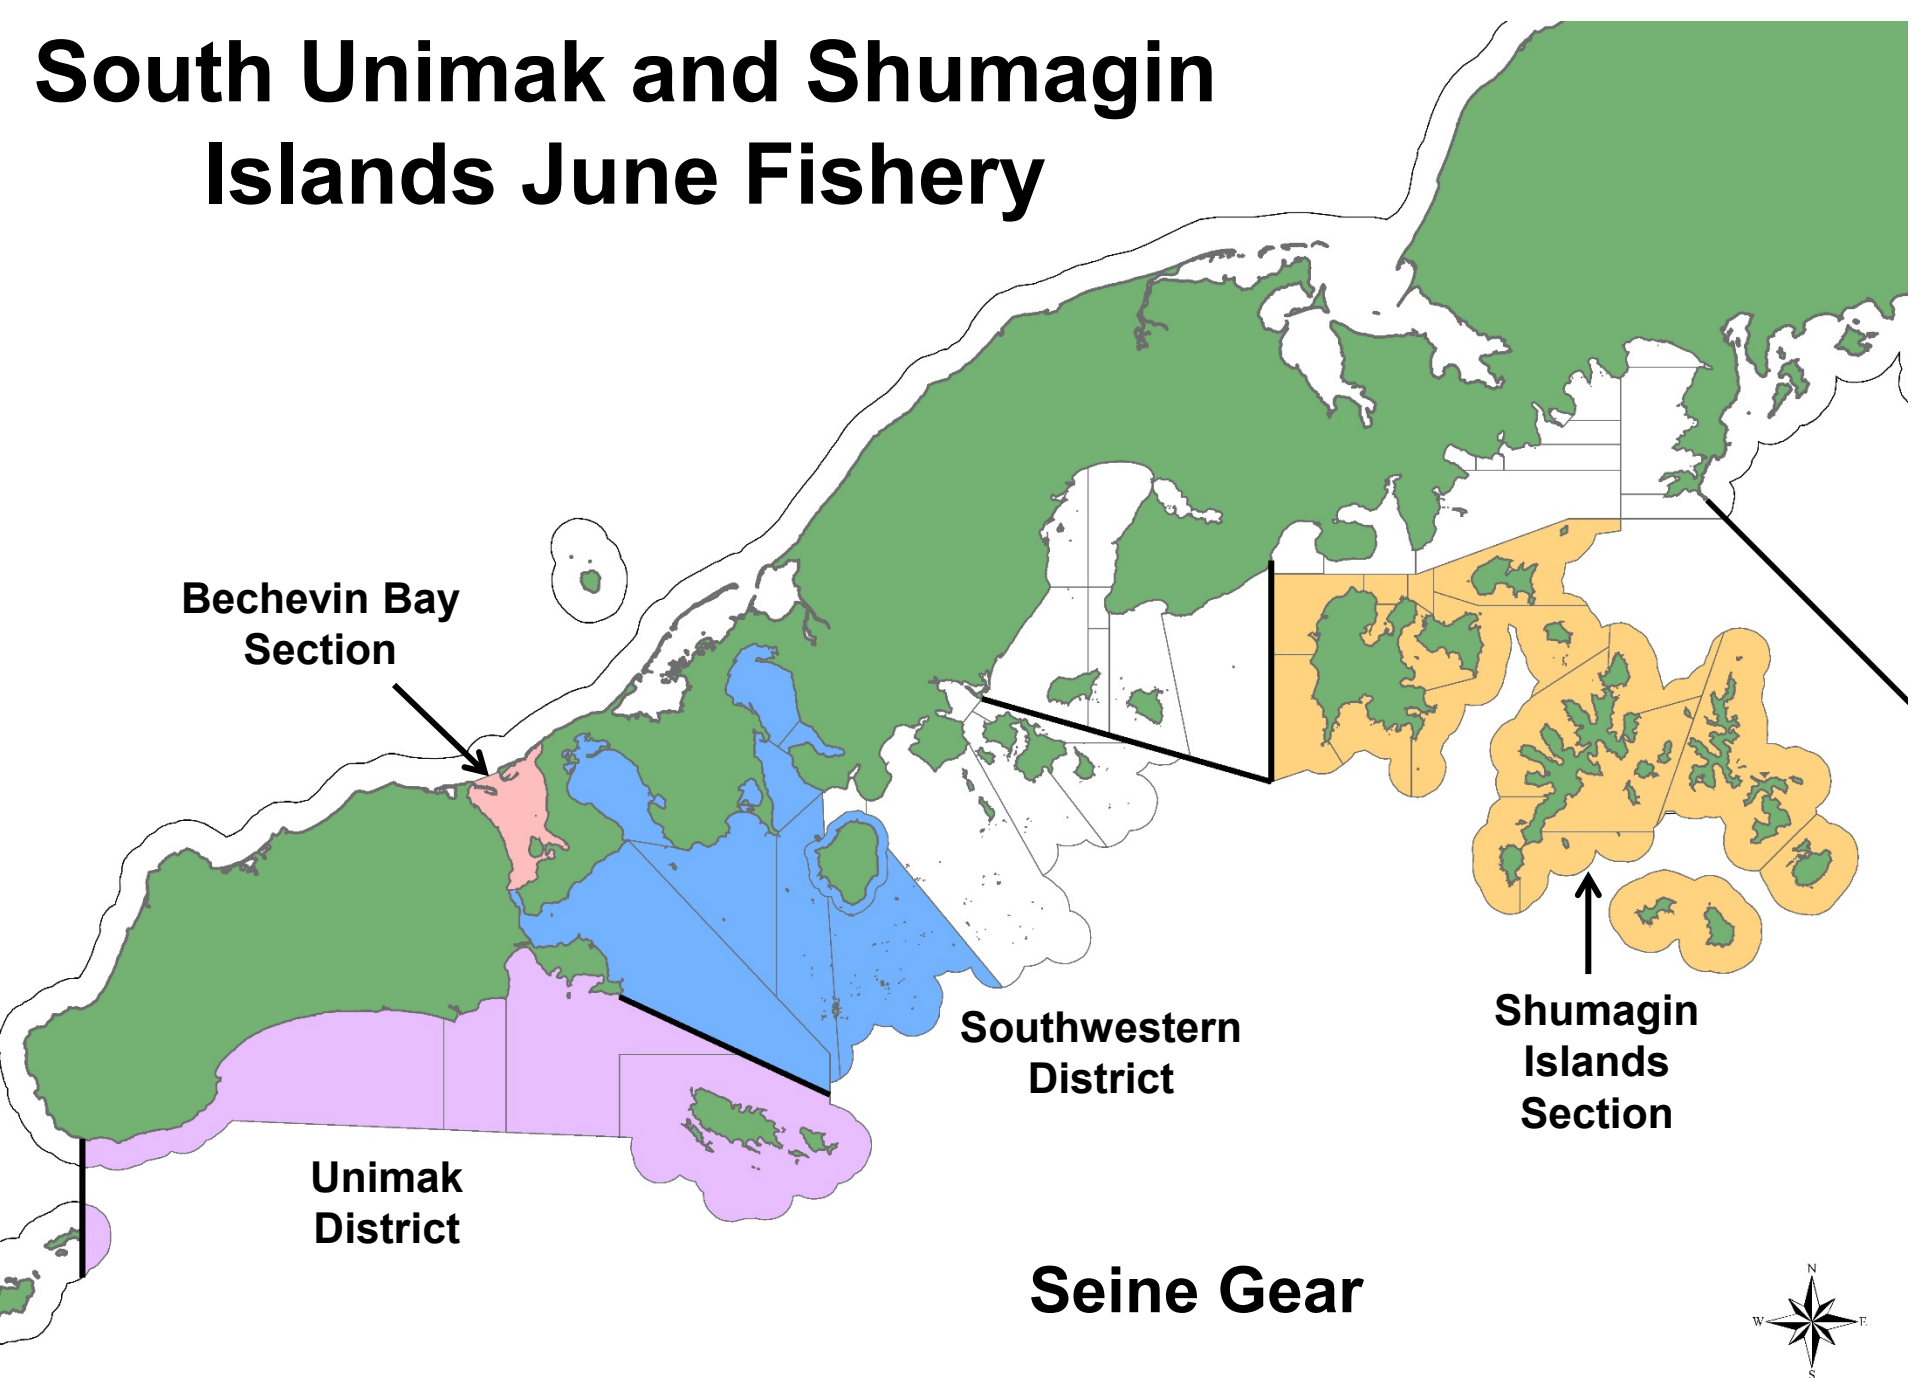 South Unimak and Shumagin
Islands June Fishery
Bechevin Bay
Section
Southwestern
District
Shumagin
Islands
Section
Unimak
District
Seine Gear
N
W
E
S